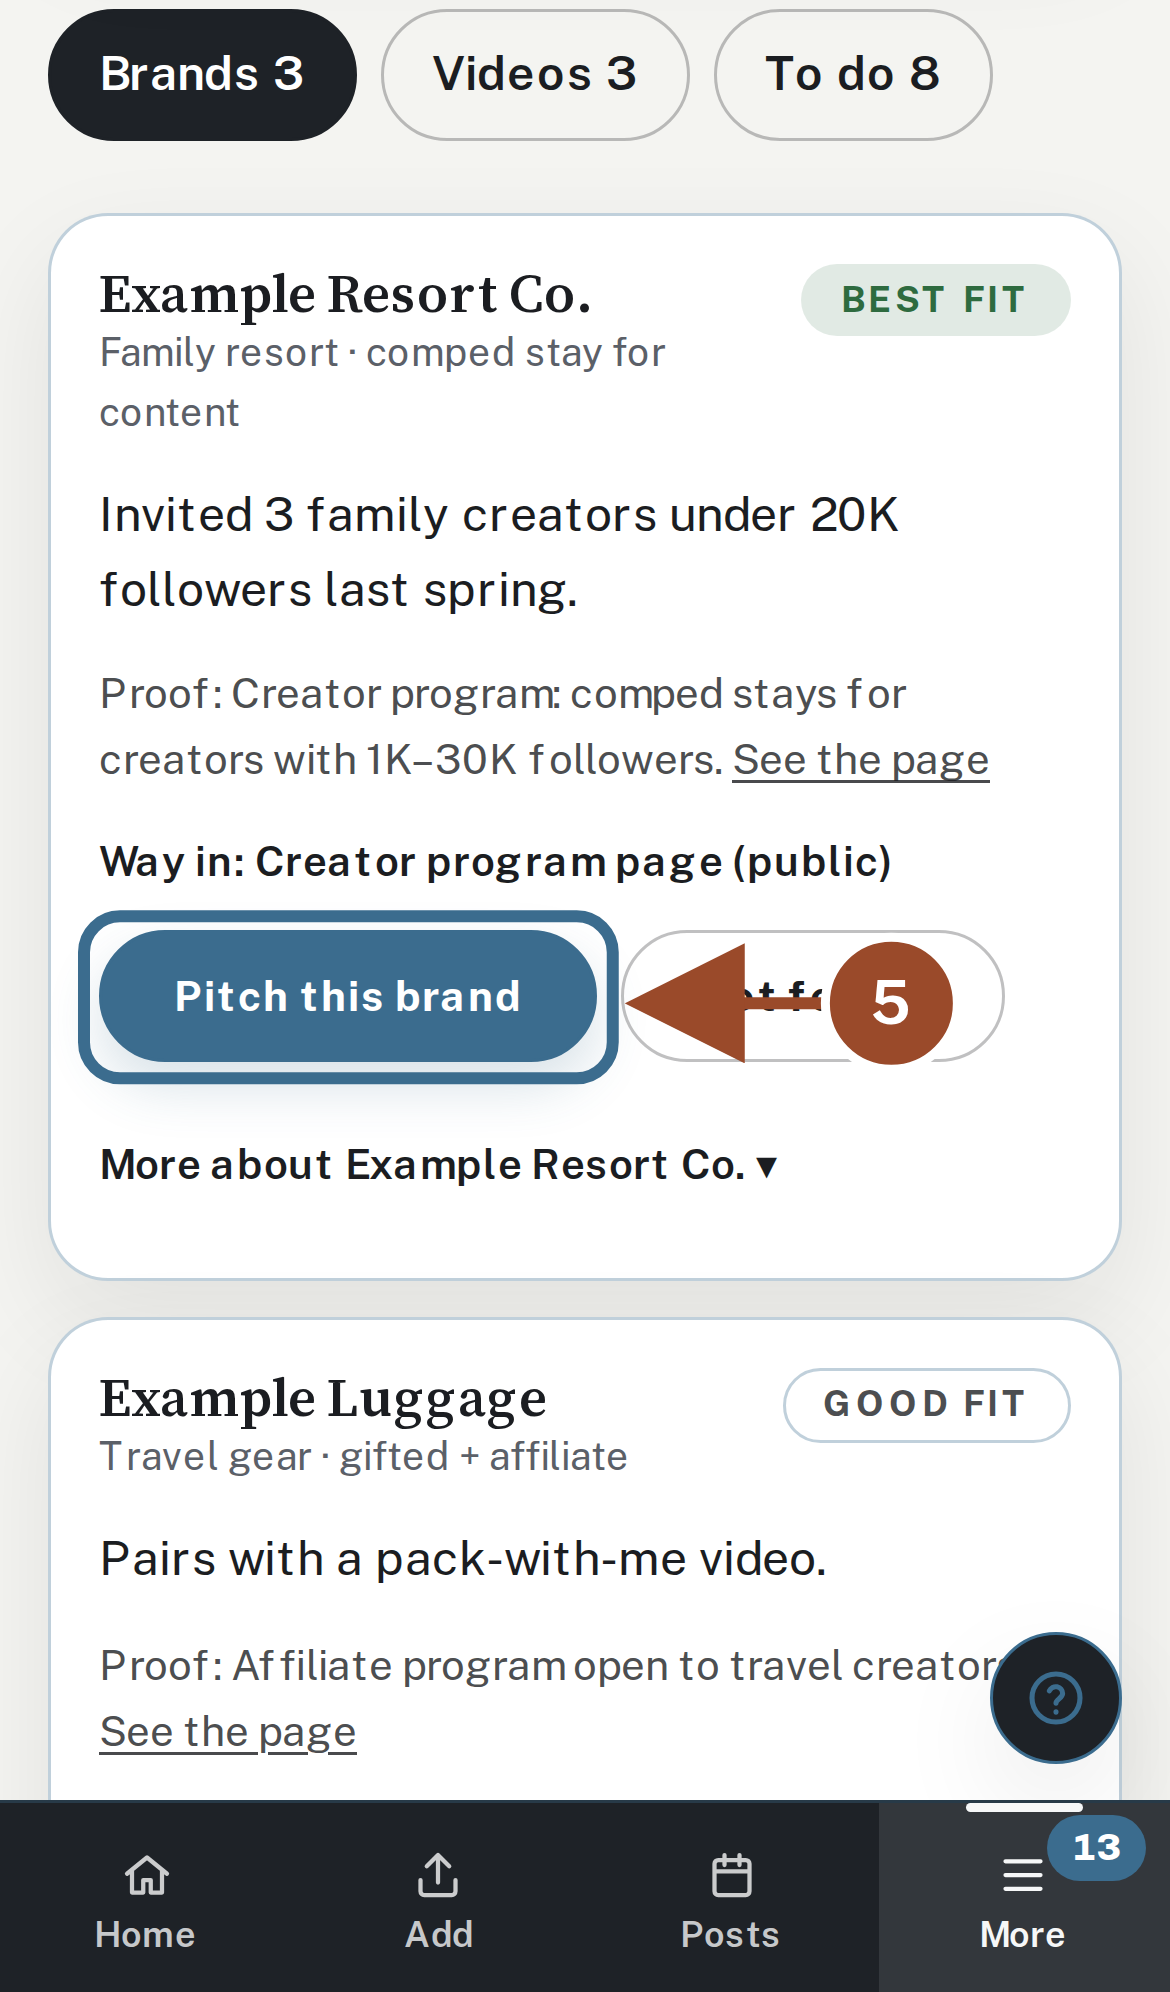 Brands 3
Videos 3
To do 8
Example Resort Co.
BEST FIT
Family resort · comped stay for
content
Invited 3 family creators under 20K
followers last spring.
Proof: Creator program: comped stays for
creators with 1K–30K followers. See the page
Way in: Creator program page (public)
Pitch this brand
5
More about Example Resort Co. ▾
Example Luggage
GOOD FIT
Travel gear · gifted + affiliate
Pairs with a pack-with-me video.
Proof: Affiliate program open to travel
See the page
13
Home
Add
Posts
More